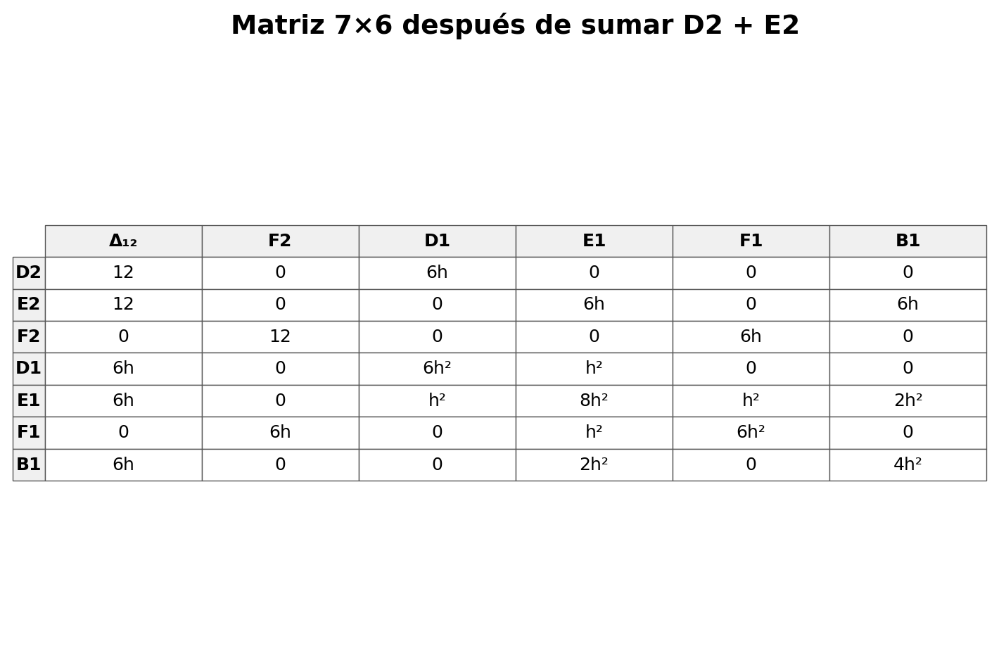 Matriz 7×6 después de sumar D2 + E2
Δ₁₂ F2 D1 E1 F1 B1
D2 12 0 6h 0 0 0
E2 12 0 0 6h 0 6h
F2 0 12 0 0 6h 0
D1 6h 0 6h² h² 0 0
E1 6h 0 h² 8h² h² 2h²
F1 0 6h 0 h² 6h² 0
B1 6h 0 0 2h² 0 4h²